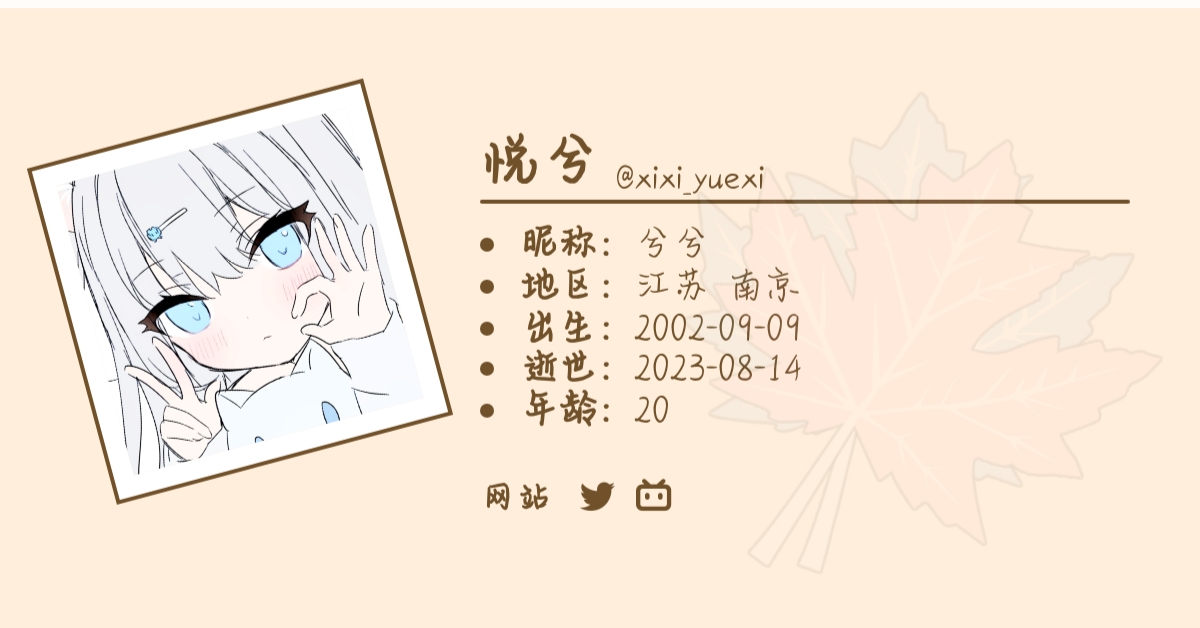 悦兮 @xixi_yuexi
昵称: 兮兮
地区: 江苏 南京
出生: 2002-09-09
逝世: 2023-08-14
年龄: 20
网站